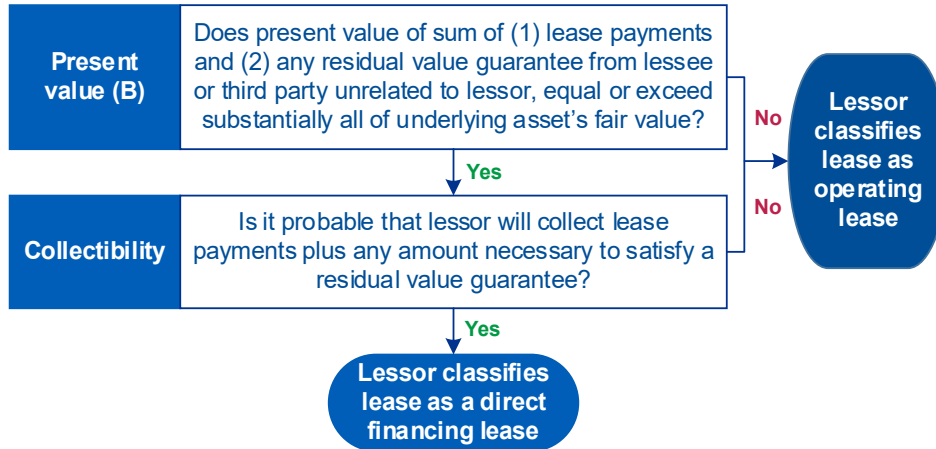 Present
value (B)
Does present value of sum of (1) lease payments
and (2) any residual value guarantee from lessee
or third party unrelated to lessor, equal or exceed
substantially all of underlying asset's fair value?
No
Lessor
classifies
lease as
operating
lease
Yes
No
Collectibility
Is it probable that lessor will collect lease
payments plus any amount necessary to satisfy a
residual value guarantee?
Yes
Lessor classifies
lease as a direct
financing lease